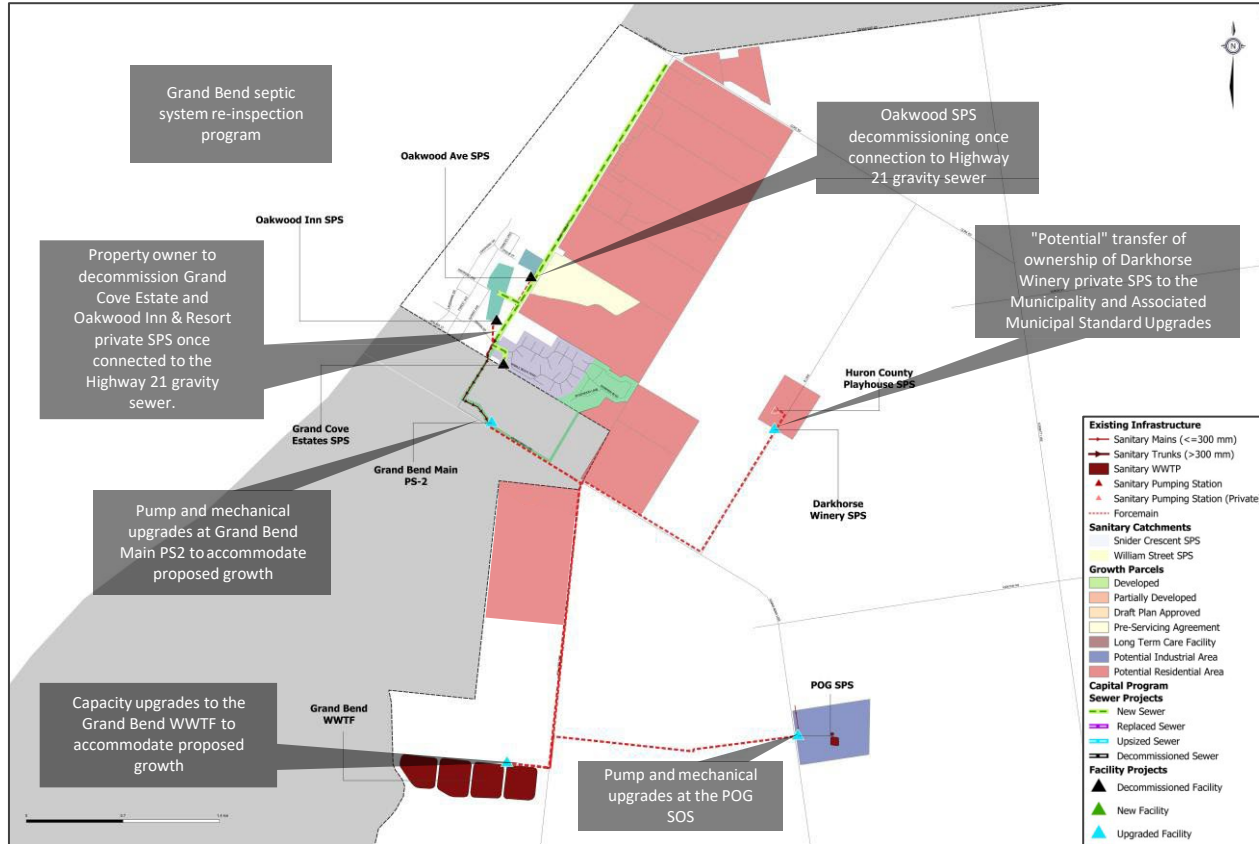 Grand Bend septic
system re-inspection
program
Oakwood Ave SPS
Oakwood SPS
decommissioning once
connection to Highway
21 gravity sewer
N
Oakwood Inn SPS
Property owner to
decommission Grand
Cove Estate and
Oakwood Inn & Resort
private SPS once
connected to the
Highway 21 gravity
sewer.
"Potential" transfer of
ownership of Darkhorse
Winery private SPS to the
Municipality and Associated
Municipal Standard Upgrades
Huron County
Playhouse SPS
Grand Cove
Estates SPS
Grand Bend Main
PS-2
Darkhorse
Winery SPS
Pump and mechanical
upgrades at Grand Bend
Main PS2 to accommodate
proposed growth
Capacity upgrades to the
Grand Bend WWTF to
accommodate proposed
growth
Grand Bend
WWTF
POG SPS
Pump and mechanical
upgrades at the POG
SOS
Existing Infrastructure
Sanitary Mains (<=300 mm)
Sanitary Trunks (>300 mm)
Sanitary WWTP
Sanitary Pumping Station
Sanitary Pumping Station (Private
Forcemain
Sanitary Catchments
Snider Crescent SPS
William Street SPS
Growth Parcels
Developed
Partially Developed
Draft Plan Approved
Pre-Servicing Agreement
Long Term Care Facility
Potential Industrial Area
Potential Residential Area
Capital Program
Sewer Projects
New Sewer
Replaced Sewer
Upsized Sewer
Decommissioned Sewer
Facility Projects
Decommissioned Facility
New Facility
Upgraded Facility